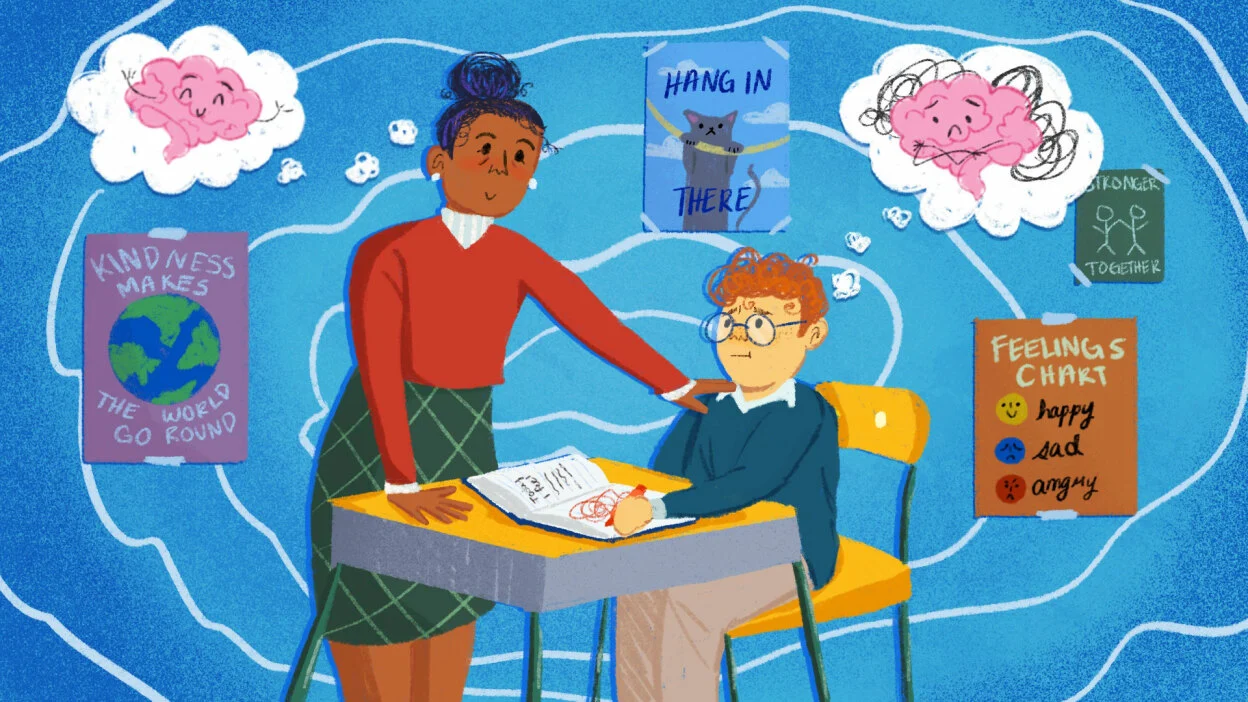 HANG IN
THERE
KINDNESS
MAKES
THE WORLD
GO ROUND
STRONGER
TOGETHER
FEELINGS
CHART
happy
sad
angry